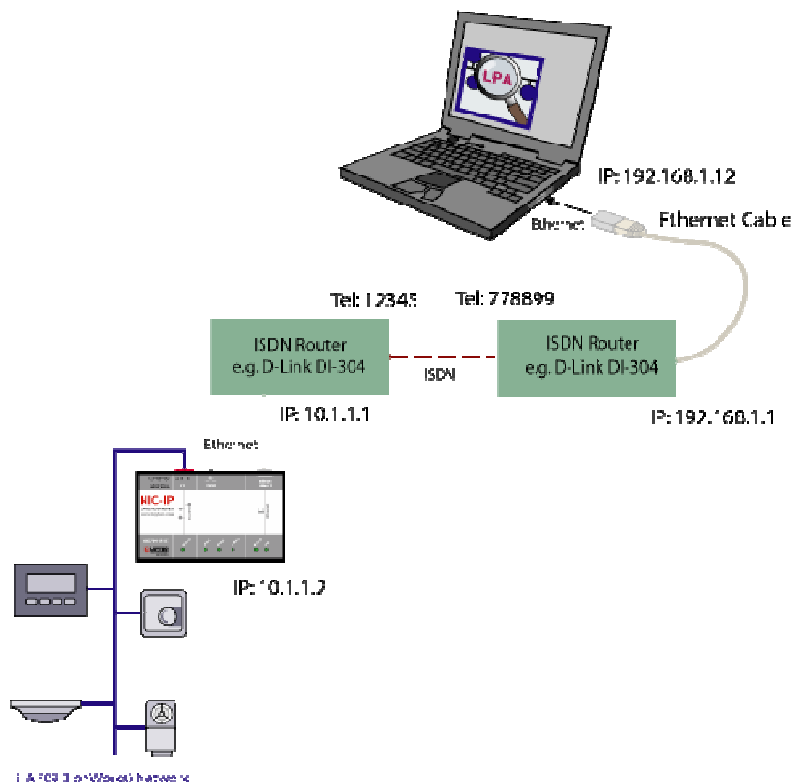 LPA
IP: 192.168.1.12
Ethernet
Ethernet Cable
Tel: 12345
Tel: 778899
ISDN Router
e.g. D-Link DI-304
ISDN
ISDN Router
e.g. D-Link DI-304
IP: 10.1.1.1
IP: 192.168.1.1
Ethernet
NIC-IP
IP: 10.1.1.2
Network